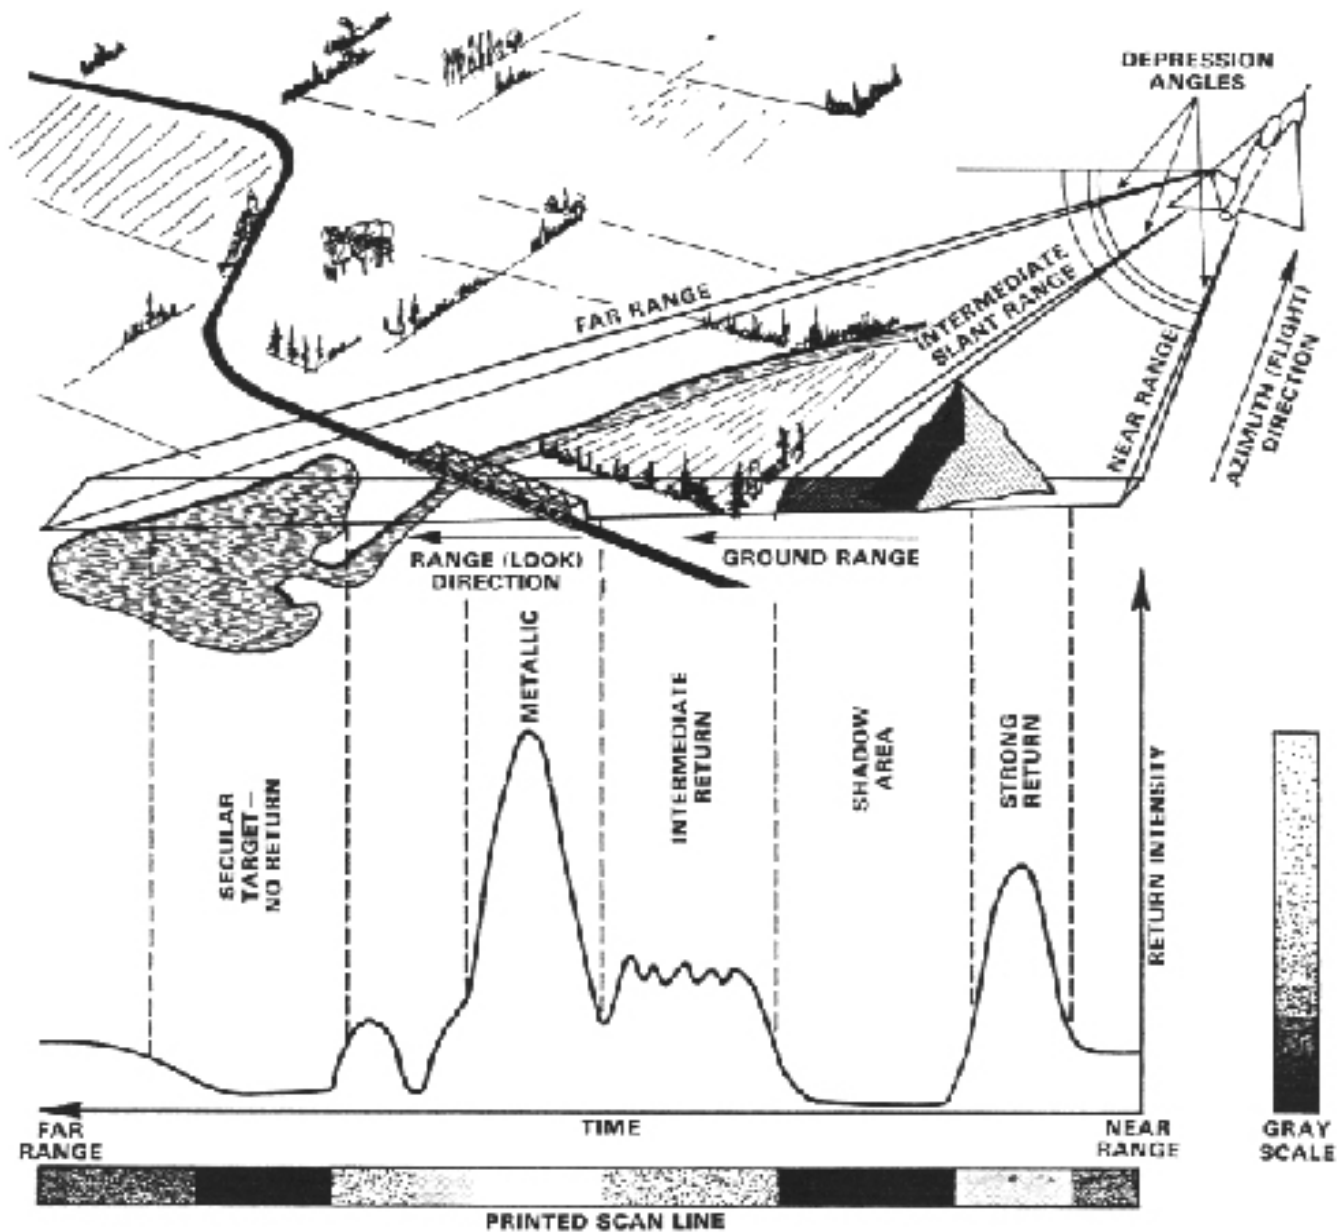 DEPRESSION
ANGLES
FAR RANGE
INTERMEDIATE
SLANT RANGE
NEAR RANGE
AZIMUTH (FLIGHT)
DIRECTION
RANGE (LOOK)
DIRECTION
GROUND RANGE
SECULAR
TARGET—
NO RETURN
METALLIC
INTERMEDIATE
RETURN
SHADOW
AREA
STRONG
RETURN
RETURN INTENSITY
FAR
RANGE
TIME
NEAR
RANGE
GRAY
SCALE
PRINTED SCAN LINE